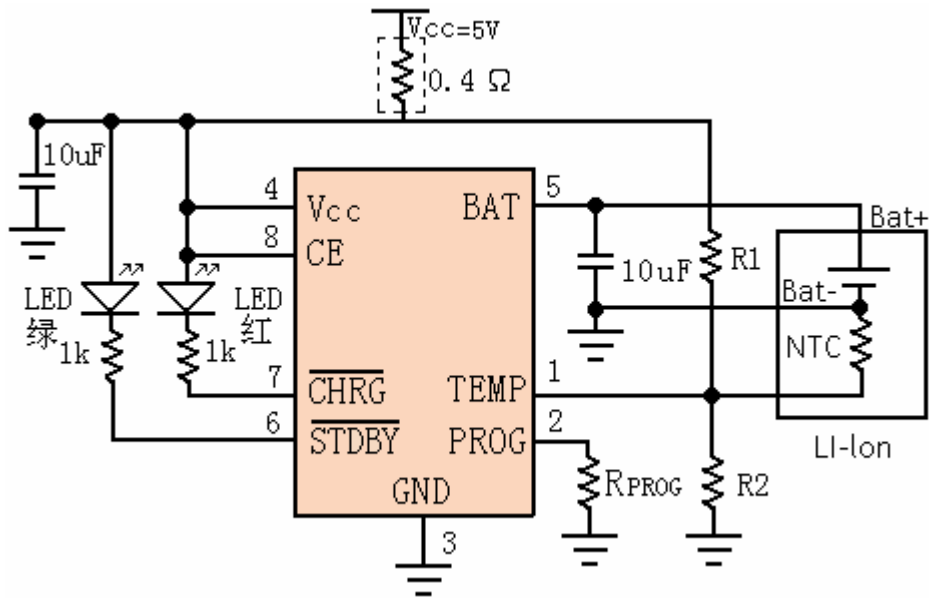 Vcc=5V
0.4 Ω
10uF
4
Vcc
BAT
5
Bat+
8
CE
10uF
R1
Bat-
LED
绿
LED
红
1k
1k
NTC
7
CHRG
TEMP
1
6
STDBY
PROG
2
LI-lon
GND
RPROG
R2
3